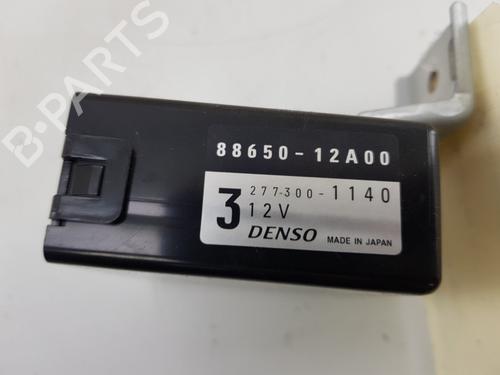 B-PARTS
88650-12A00
3
277300-1140
12V
DENSO
MADE IN JAPAN